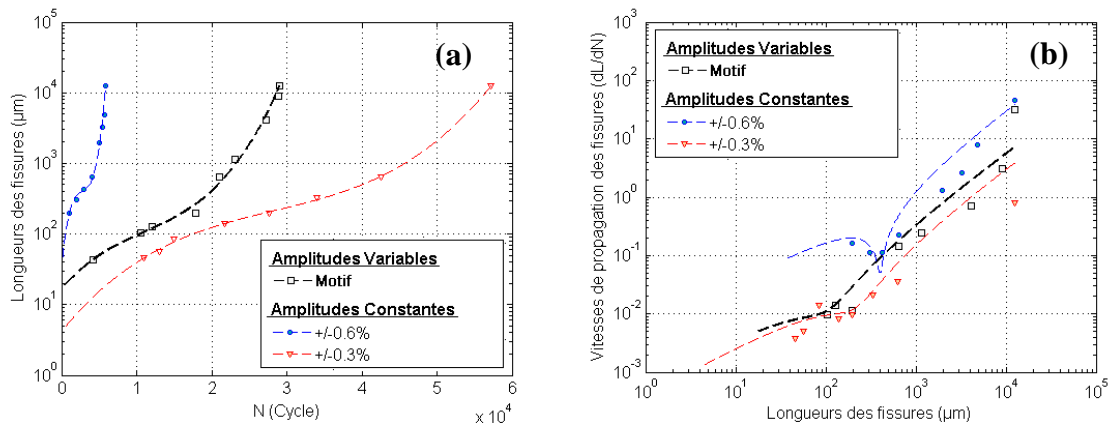 (a)
Longueurs des fissures (µm)
10^5
10^4
10^3
10^2
10^1
10^0
Amplitudes Variables
Motif
Amplitudes Constantes
+/-0.6%
+/-0.3%
0 1 2 3 4 5 6
N (Cycle)
x 10^4
(b)
Vitesses de propagation des fissures (dL/dN)
10^3
10^2
10^1
10^0
10^-1
10^-2
10^-3
Amplitudes Variables
Motif
Amplitudes Constantes
+/-0.6%
+/-0.3%
10^0 10^1 10^2 10^3 10^4 10^5
Longueurs des fissures (µm)